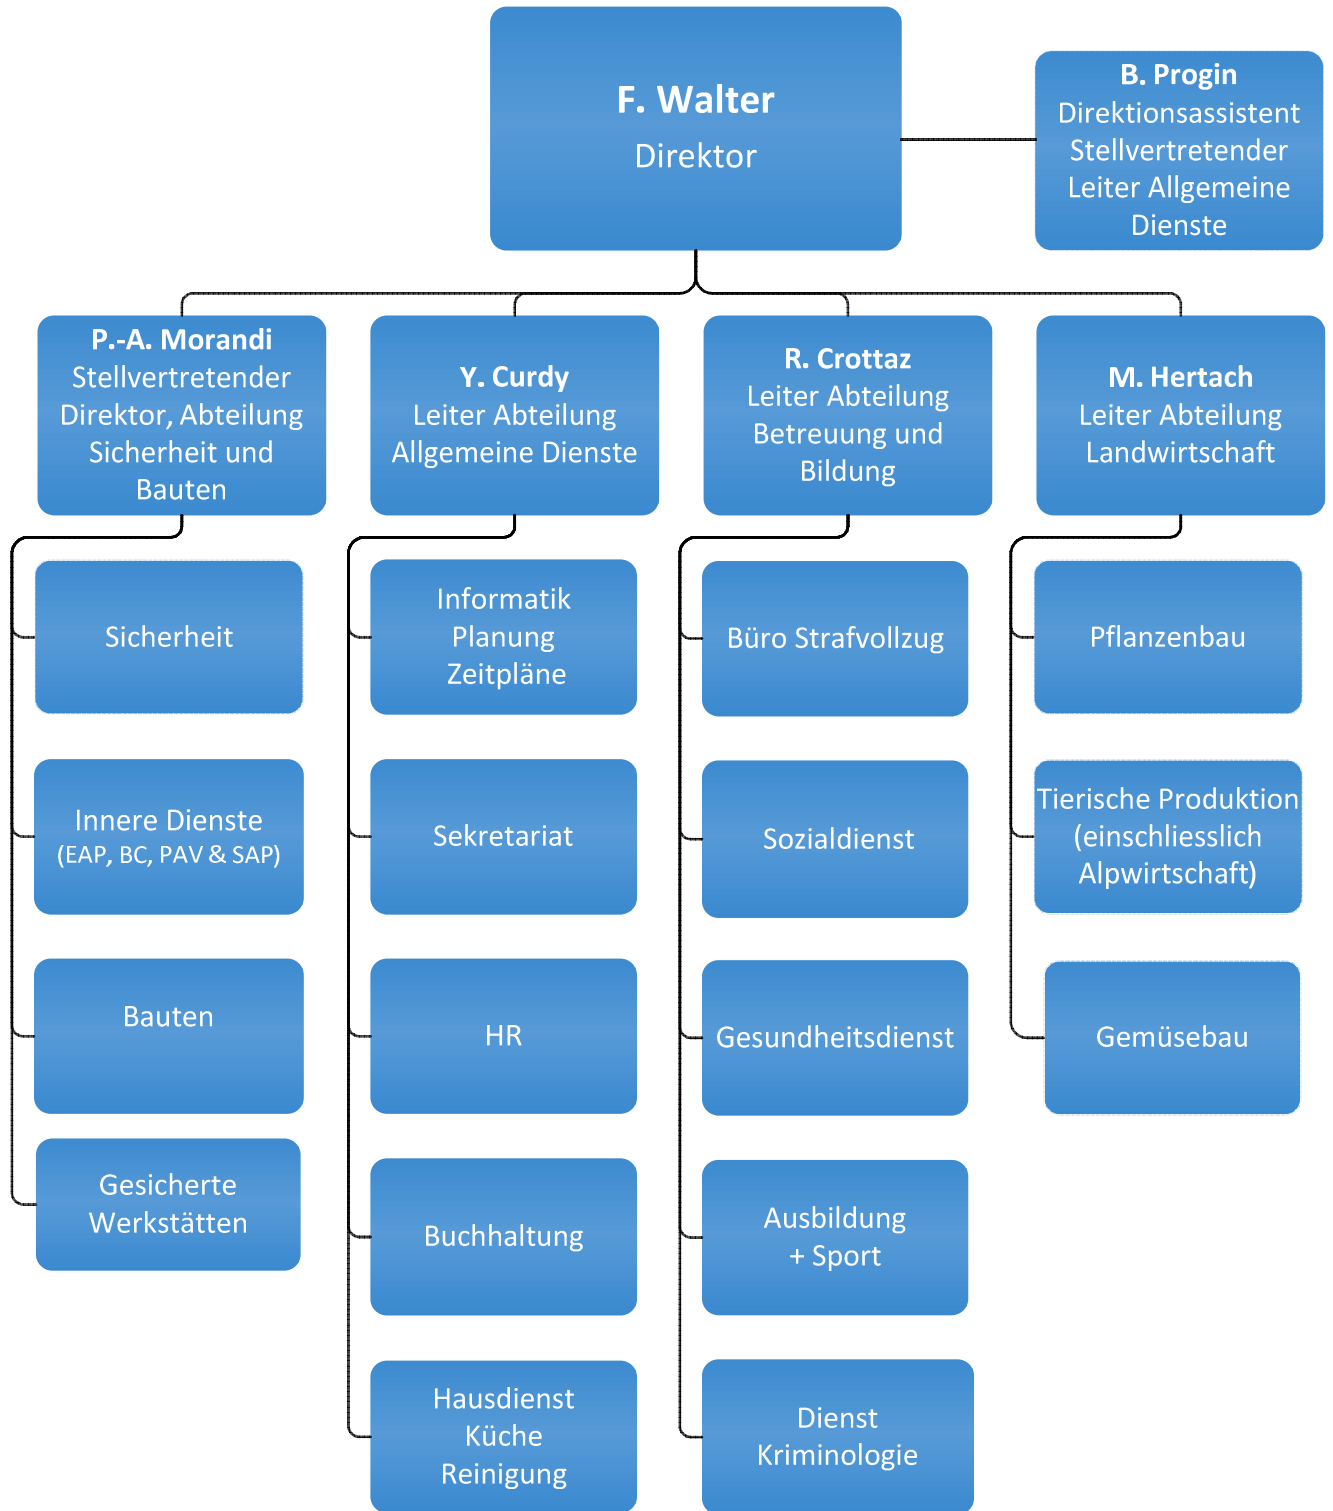 F. Walter
Direktor
B. Progin
Direktionsassistent
Stellvertretender
Leiter Allgemeine
Dienste
P.-A. Morandi
Stellvertretender
Direktor, Abteilung
Sicherheit und
Bauten
Y. Curdy
Leiter Abteilung
Allgemeine Dienste
R. Crottaz
Leiter Abteilung
Betreuung und
Bildung
M. Hertach
Leiter Abteilung
Landwirtschaft
Sicherheit
Innere Dienste
(EAP, BC, PAV & SAP)
Bauten
Gesicherte
Werkstätten
Informatik
Planung
Zeitpläne
Sekretariat
HR
Buchhaltung
Hausdienst
Küche
Reinigung
Büro Strafvollzug
Sozialdienst
Gesundheitsdienst
Ausbildung
+ Sport
Dienst
Kriminologie
Pflanzenbau
Tierische Produktion
(einschliesslich
Alpwirtschaft)
Gemüsebau